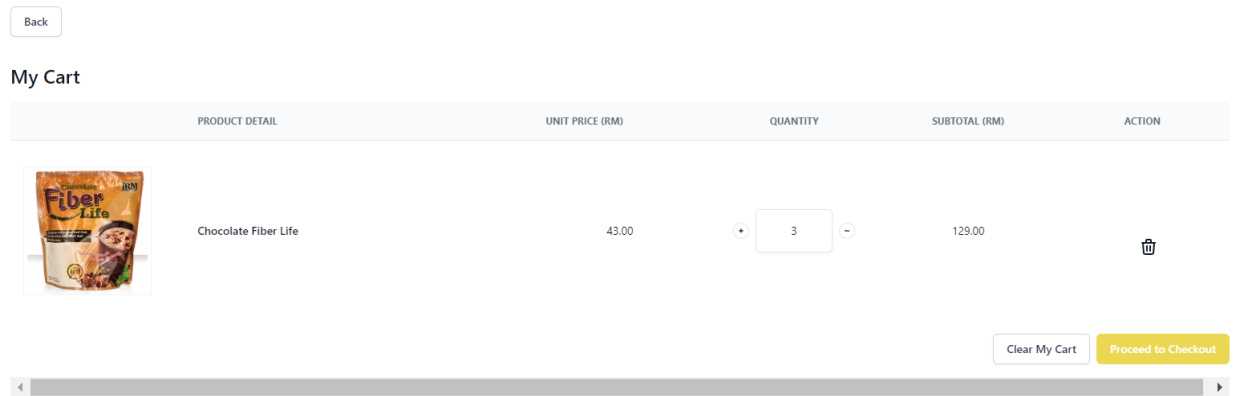 Back
My Cart
PRODUCT DETAIL UNIT PRICE (RM) QUANTITY SUBTOTAL (RM) ACTION
Chocolate
iRM
Fiber
Life
Chocolate Fiber Life 43.00 + 3 - 129.00
Clear My Cart Proceed to Checkout